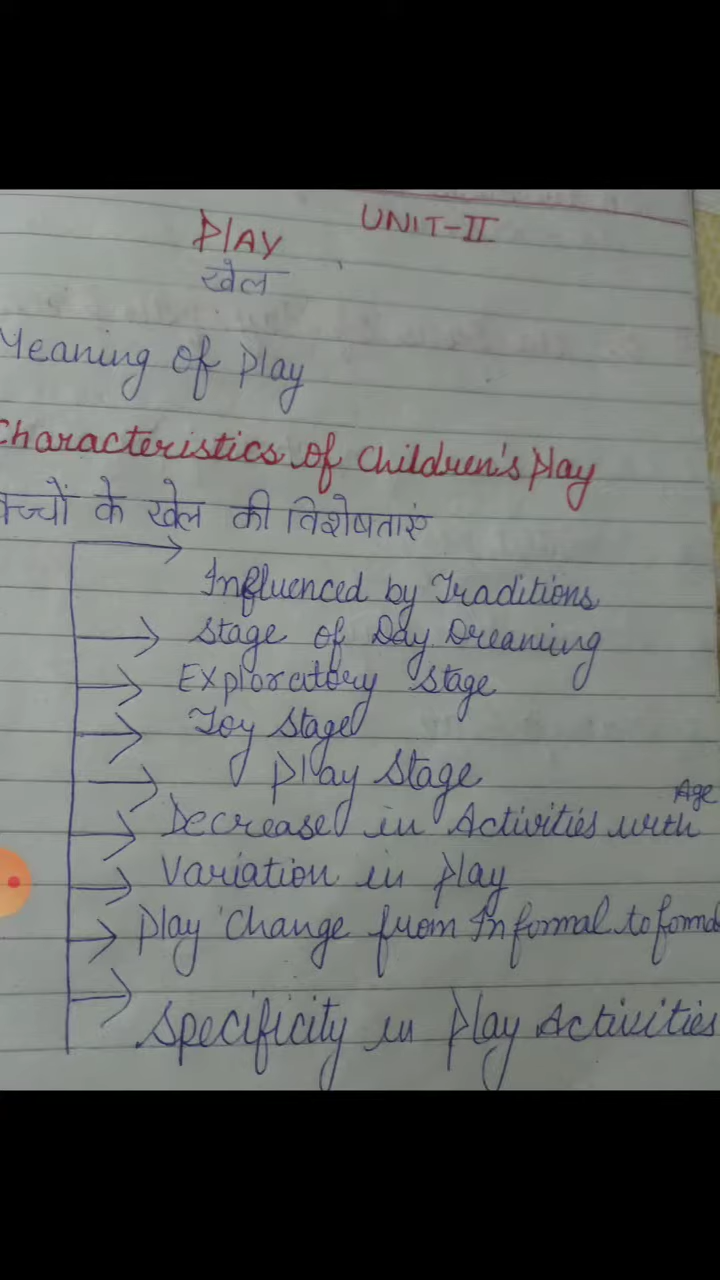 UNIT-II
PLAY
खेल
Meaning of Play
Characteristics of Children's Play
बच्चों के खेल की विशेषताएं
Influenced by Traditions
Stage of Day Dreaming
Exploratory Stage
Toy Stage
Play Stage
Decrease in Activities with Age
Variation in Play
Play Change from Informal to formal
Specificity in Play Activities